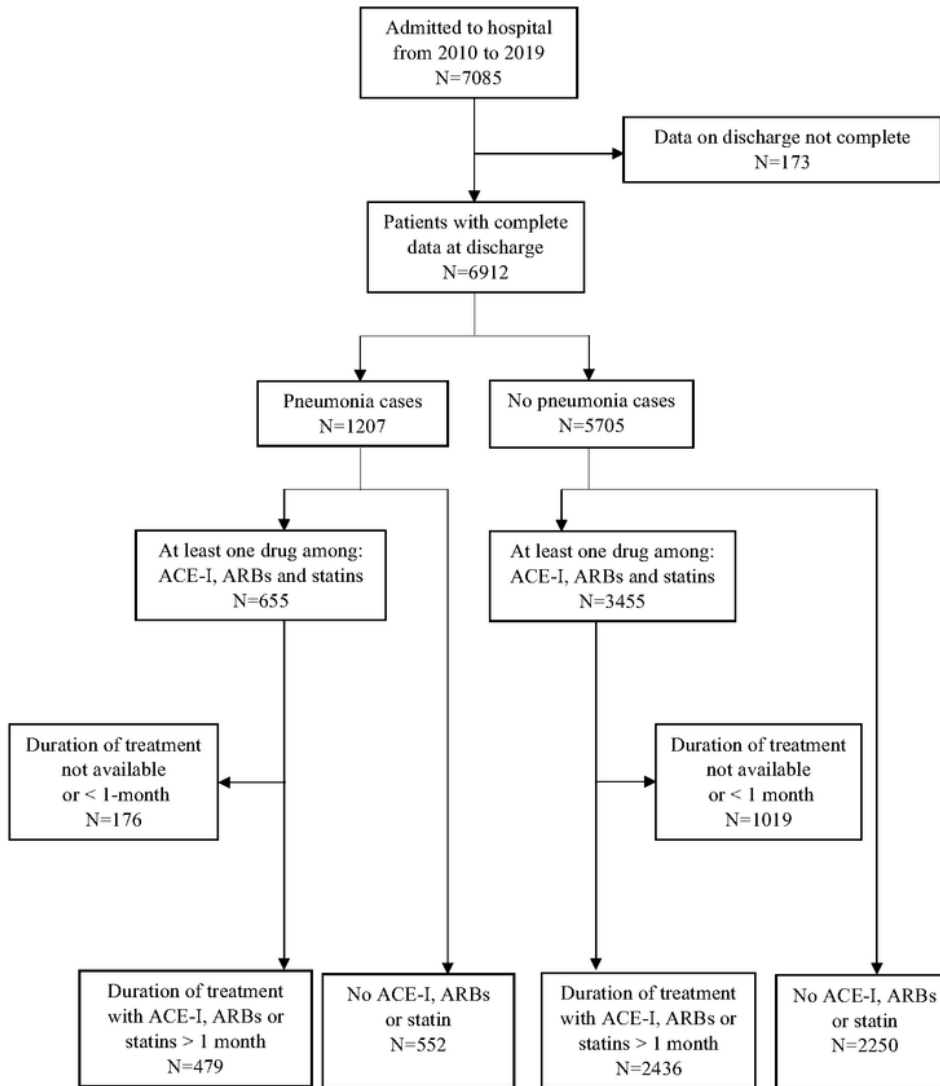 Admitted to hospital
from 2010 to 2019
N=7085
Data on discharge not complete
N=173
Patients with complete
data at discharge
N=6912
Pneumonia cases
N=1207
No pneumonia cases
N=5705
At least one drug among:
ACE-I, ARBs and statins
N=655
At least one drug among:
ACE-I, ARBs and statins
N=3455
Duration of treatment
not available
or < 1-month
N=176
Duration of treatment
not available
or < 1 month
N=1019
Duration of treatment
with ACE-I, ARBs or
statins > 1 month
N=479
No ACE-I, ARBs
or statin
N=552
Duration of treatment
with ACE-I, ARBs or
statins > 1 month
N=2436
No ACE-I, ARBs
or statin
N=2250